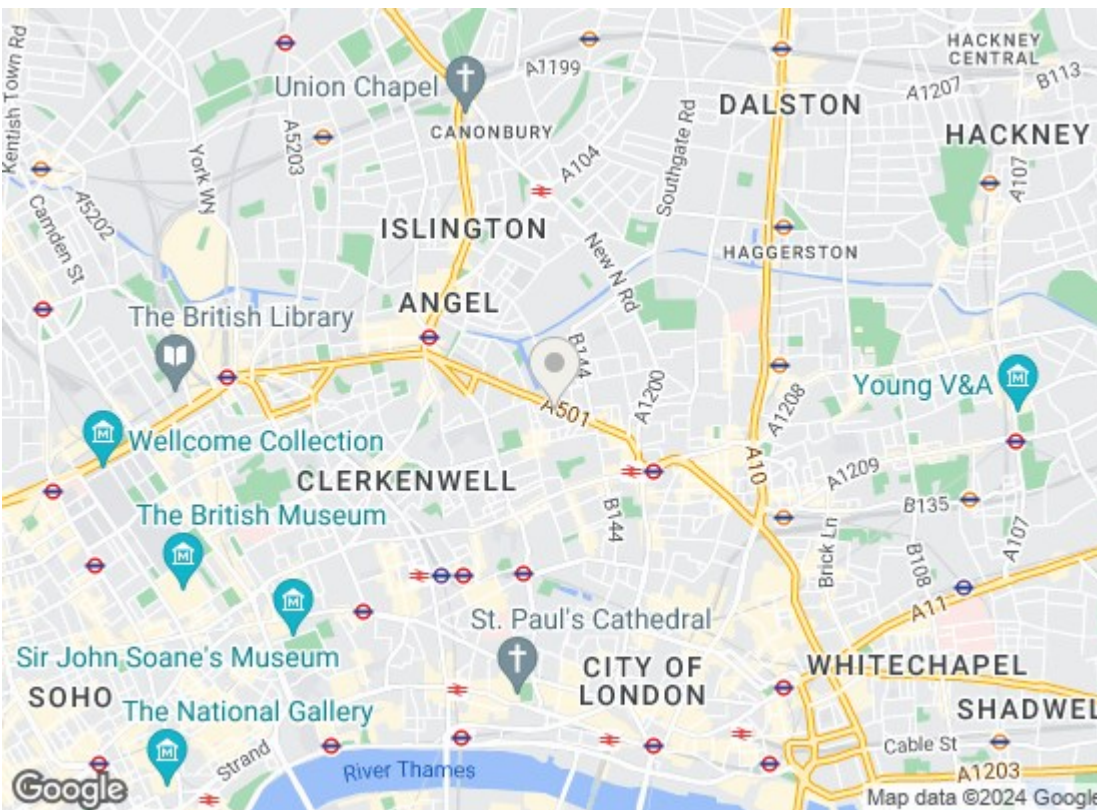 HACKNEY
CENTRAL
B113
Kentish Town Rd
A1199
Union Chapel
A1207
DALSTON
A5203
CANONBURY
HACKNEY
York Wy
A104
Southgate Rd
A107
A5202
Camden St
ISLINGTON
New N Rd
HAGGERSTON
ANGEL
The British Library
B144
Young V&A
A1200
A1208
A501
Wellcome Collection
A10
A1209
CLERKENWELL
B144
B135
The British Museum
A107
Brick Ln
B108
A11
St. Paul's Cathedral
Sir John Soane's Museum
CITY OF
LONDON
WHITECHAPEL
SOHO
The National Gallery
SHADWEL
Strand
Cable St
River Thames
A1203
Google
Map data ©2024 Google